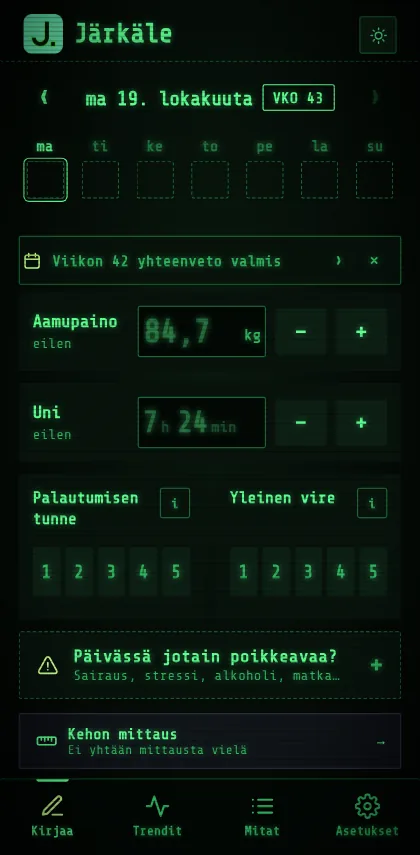 J. Järkäle
ma 19. lokakuuta VKO 43
ma ti ke to pe la su
Viikon 42 yhteenveto valmis
Aamupaino
eilen
84,7 kg
− +
Uni
eilen
7 h 24 min
− +
Palautumisen tunne
i
Yleinen vire
i
1 2 3 4 5
1 2 3 4 5
Päivässä jotain poikkeavaa?
Sairaus, stressi, alkoholi, matka…
+
Kehon mittaus
Ei yhtään mittausta vielä
→
Kirjaa Trendit Mitat Asetukset